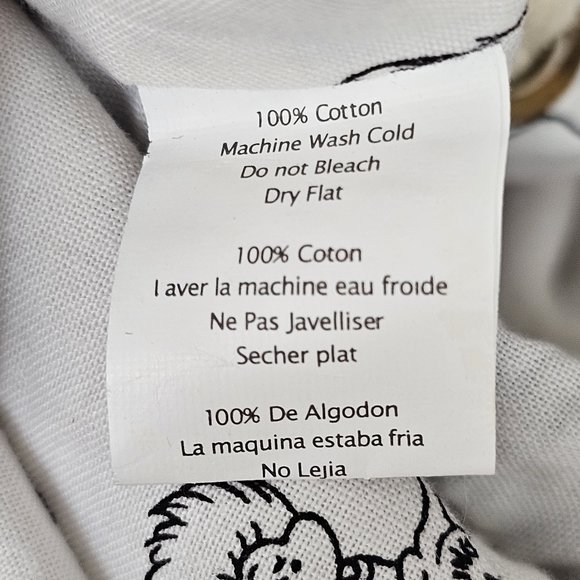 100% Cotton
Machine Wash Cold
Do not Bleach
Dry Flat
100% Coton
Laver la machine eau froide
Ne Pas Javelliser
Secher plat
100% De Algodon
La maquina estaba fria
No Lejia